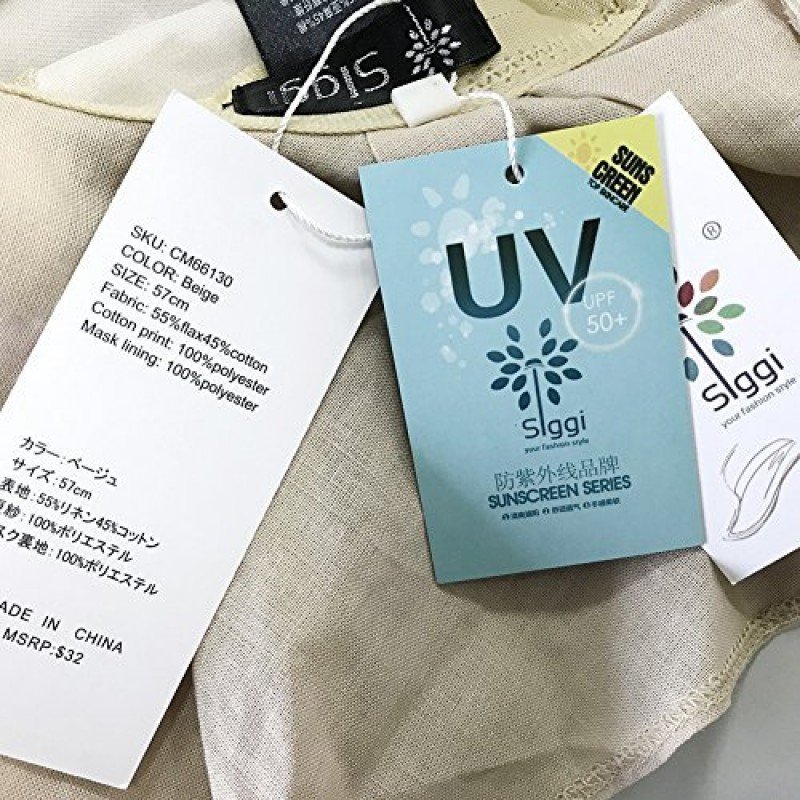 Siggi
SKU: CM66130
COLOR: Beige
SIZE: 57cm
Fabric: 55%flax45%cotton
Cotton print: 100%polyester
Mask lining: 100%polyester
カラー: ベージュ
サイズ: 57cm
表地: 55%リネン45%コットン
紗: 100%ポリエステル
スク裏地: 100%ポリエステル
ADE IN CHINA
MSRP:$32
SUNS
CREEN
TOP SKINCARE
UV
UPF
50+
Siggi
your fashion style
防紫外线品牌
SUNSCREEN SERIES
®
Siggi
your fashion style